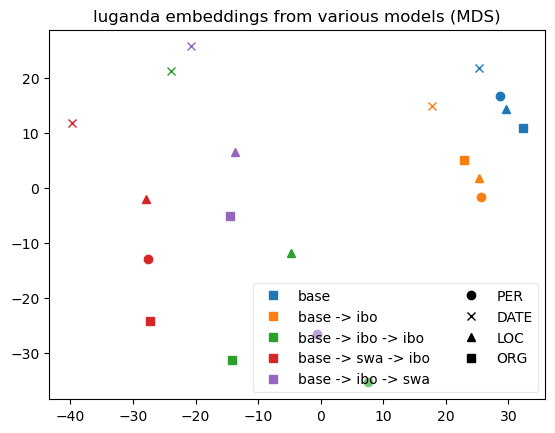 luganda embeddings from various models (MDS)
20
10
0
−10
−20
−30
base
base -> ibo
base -> ibo -> ibo
base -> swa -> ibo
base -> ibo -> swa
PER
DATE
LOC
ORG
−40 −30 −20 −10 0 10 20 30